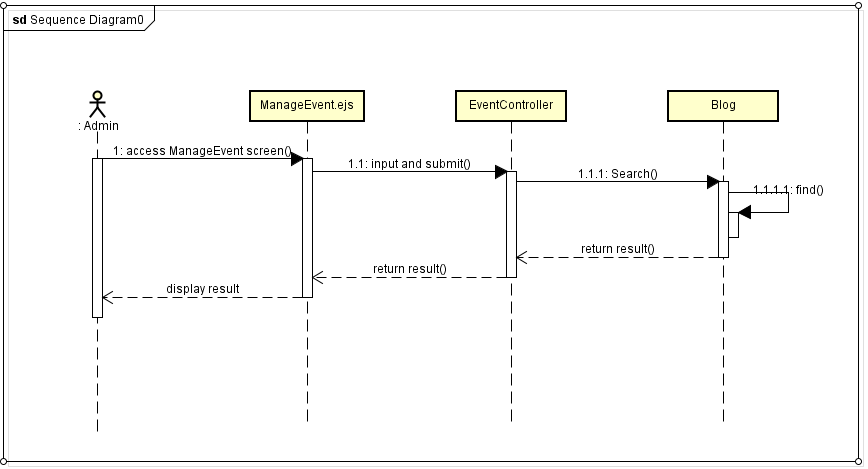 sd Sequence Diagram0
: Admin
ManageEvent.ejs
EventController
Blog
1: access ManageEvent screen()
1.1: input and submit()
1.1.1: Search()
1.1.1.1: find()
return result()
return result()
display result